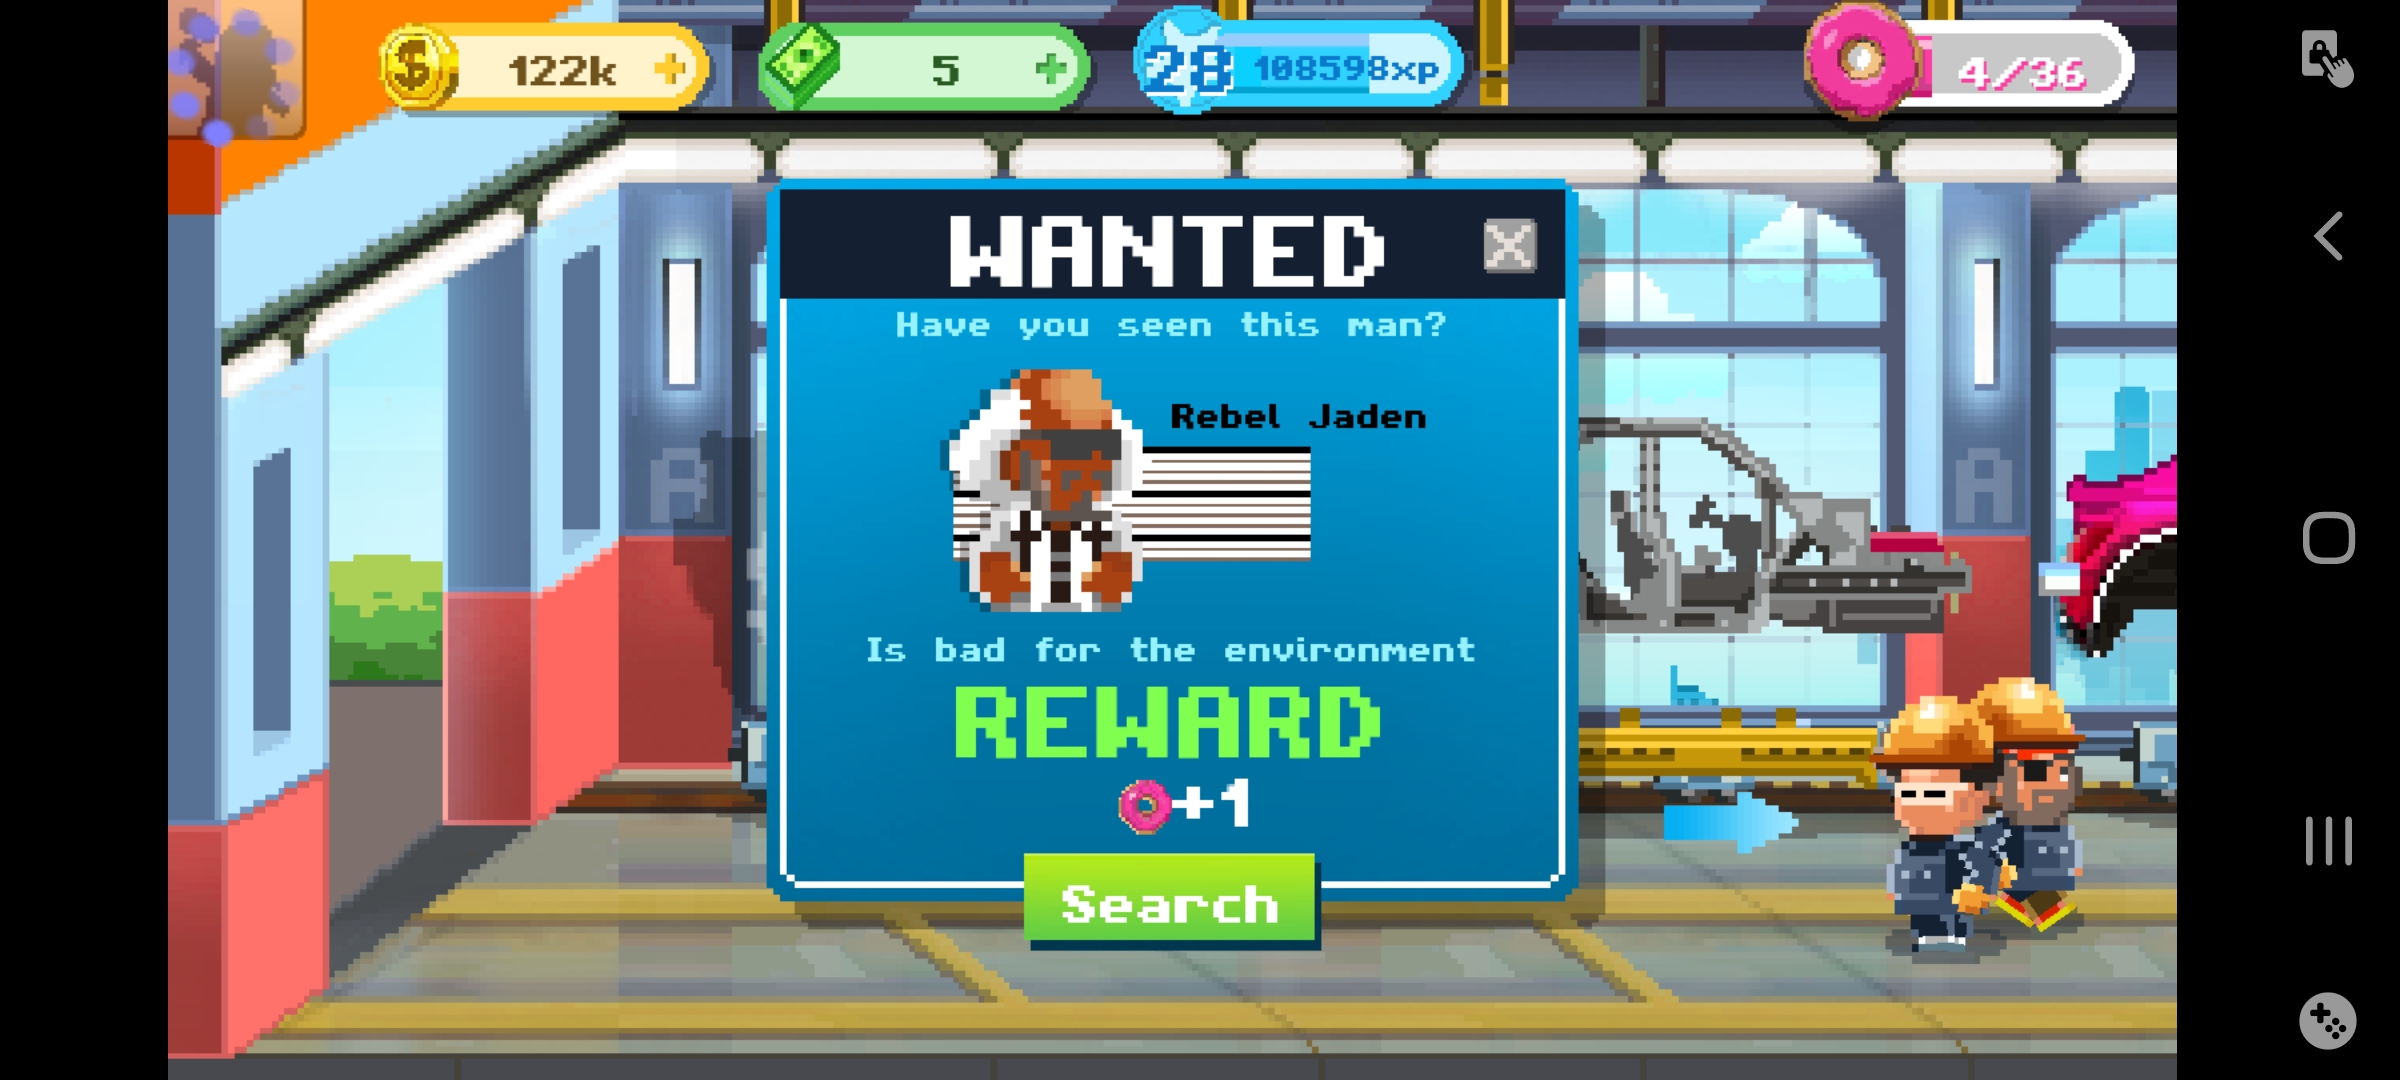 122k
5
28
108598xp
4/36
WANTED
Have you seen this man?
Rebel Jaden
Is bad for the environment
REWARD
+1
Search
A
A